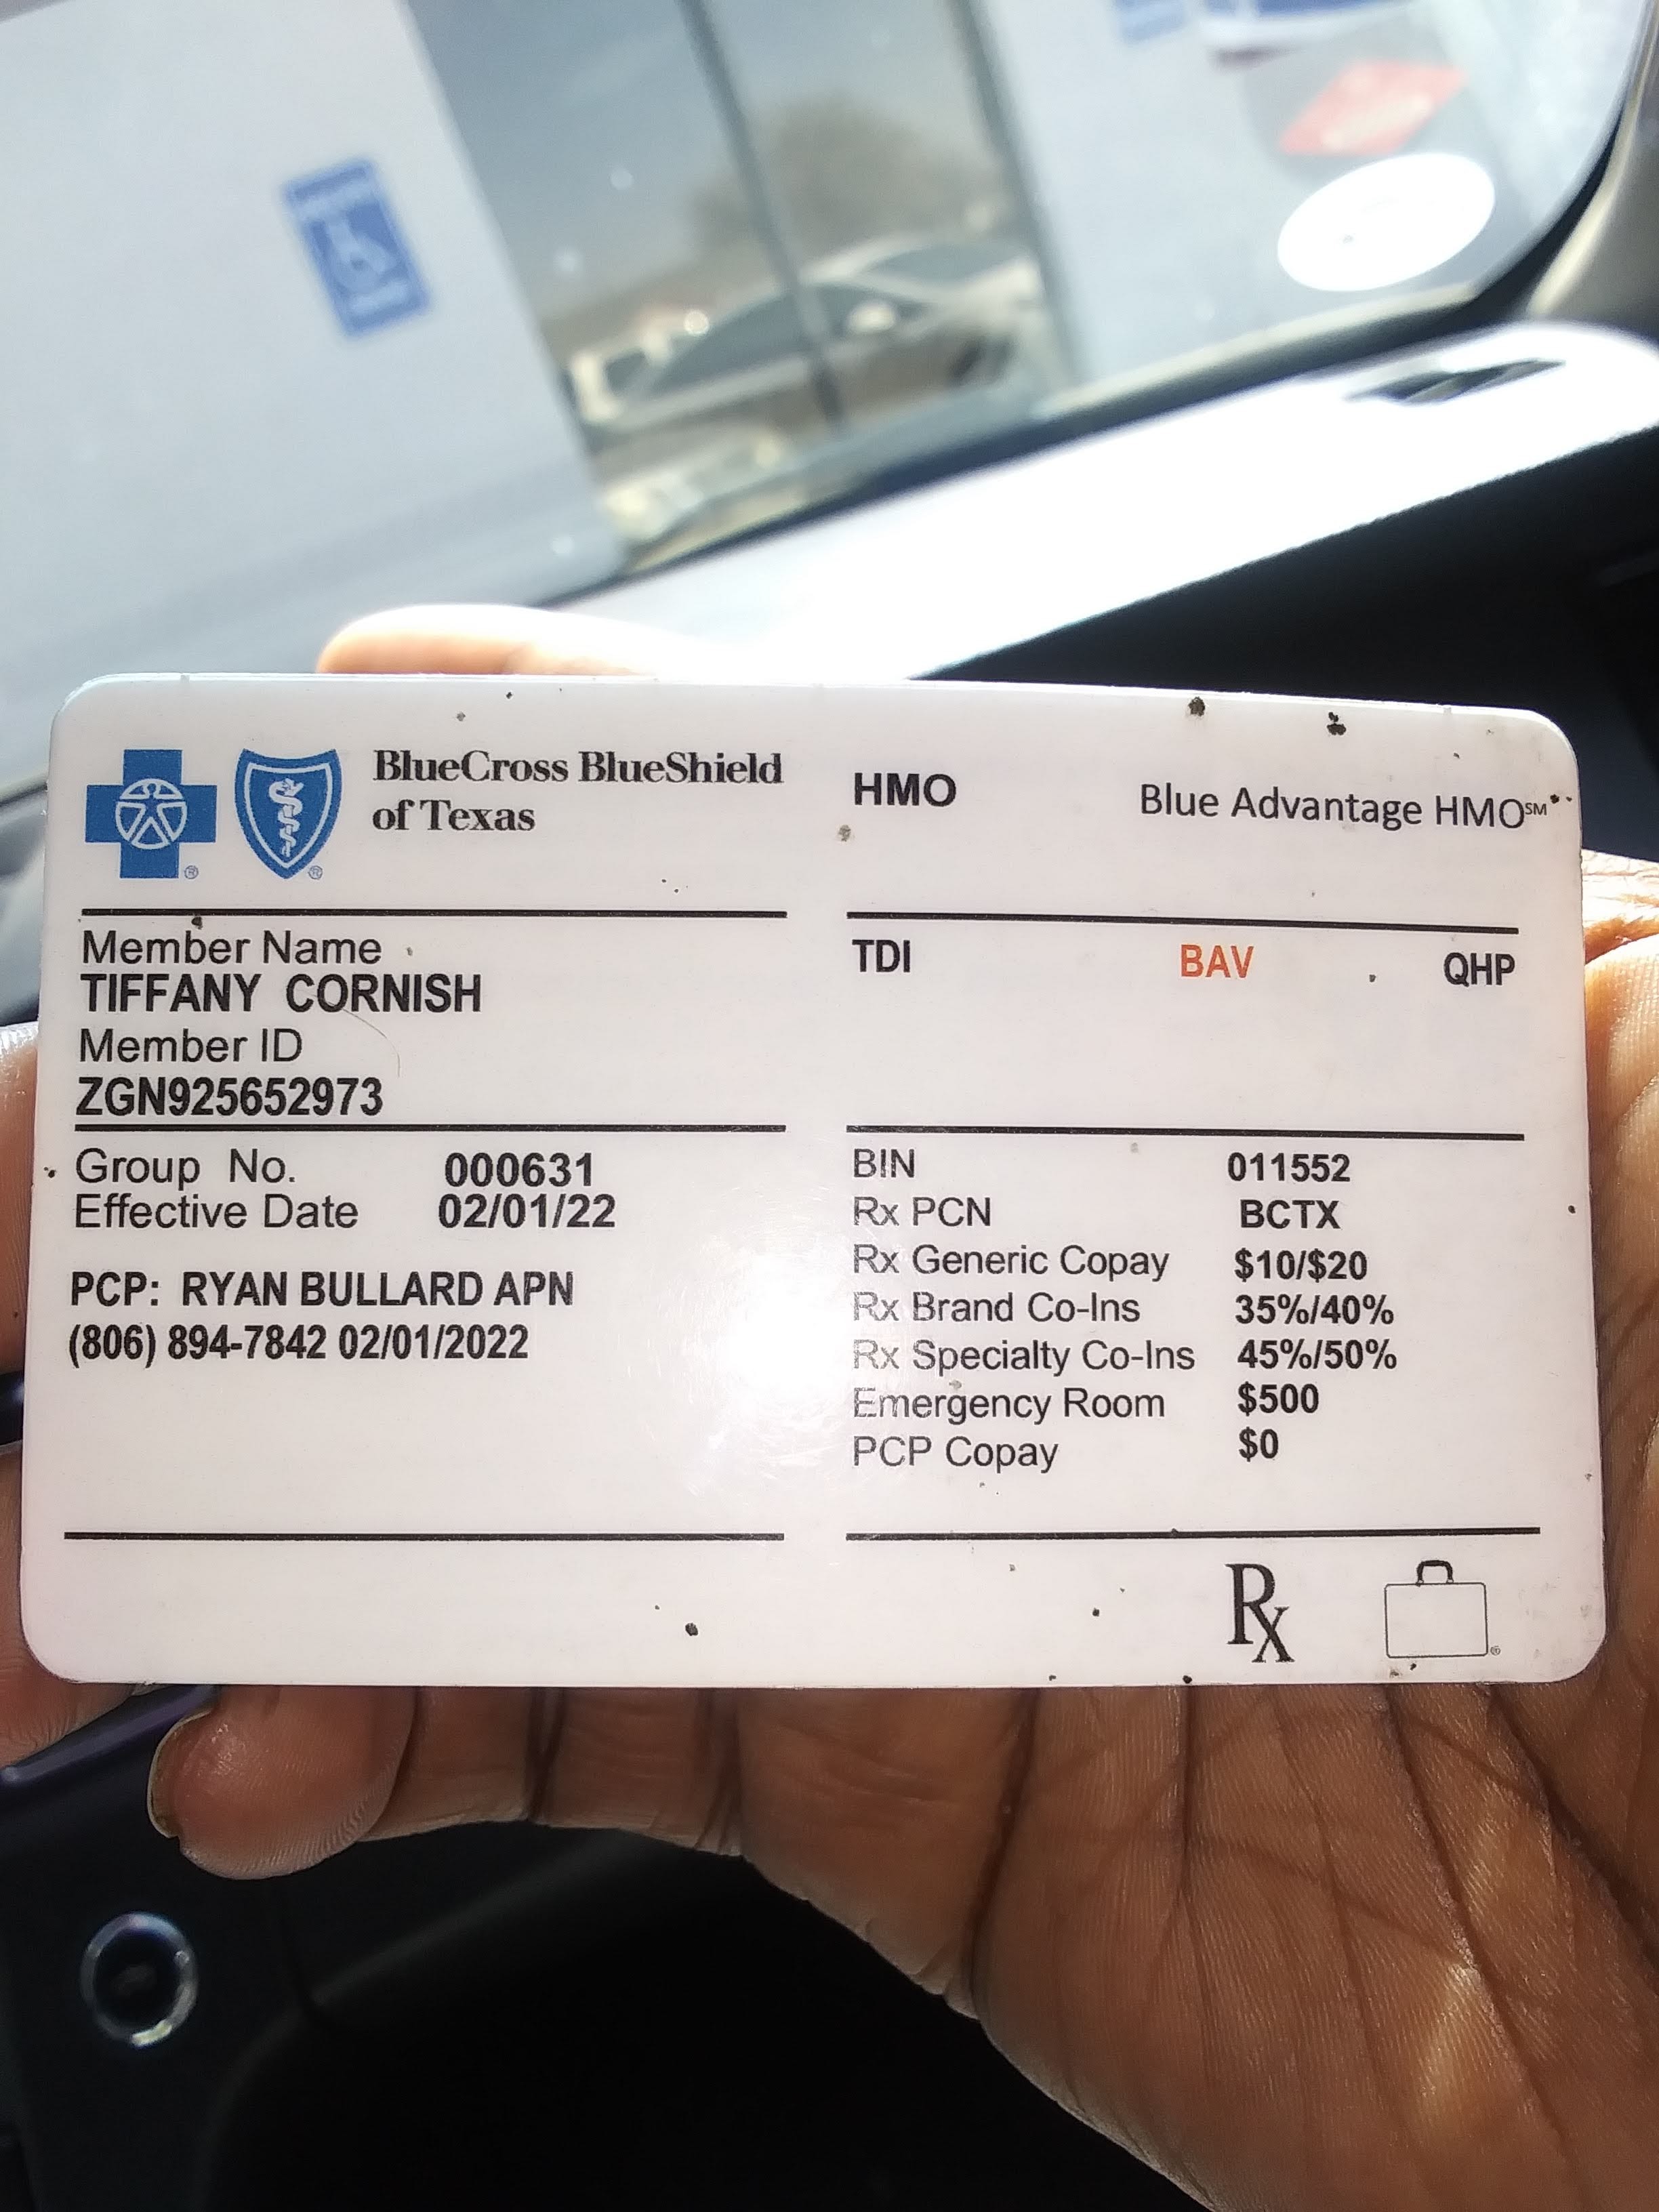 BlueCross BlueShield
of Texas
HMO
Blue Advantage HMO℠
Member Name
TIFFANY CORNISH
Member ID
ZGN925652973
TDI BAV QHP
Group No. 000631
Effective Date 02/01/22
PCP: RYAN BULLARD APN
(806) 894-7842 02/01/2022
BIN 011552
Rx PCN BCTX
Rx Generic Copay $10/$20
Rx Brand Co-Ins 35%/40%
Rx Specialty Co-Ins 45%/50%
Emergency Room $500
PCP Copay $0
Rx